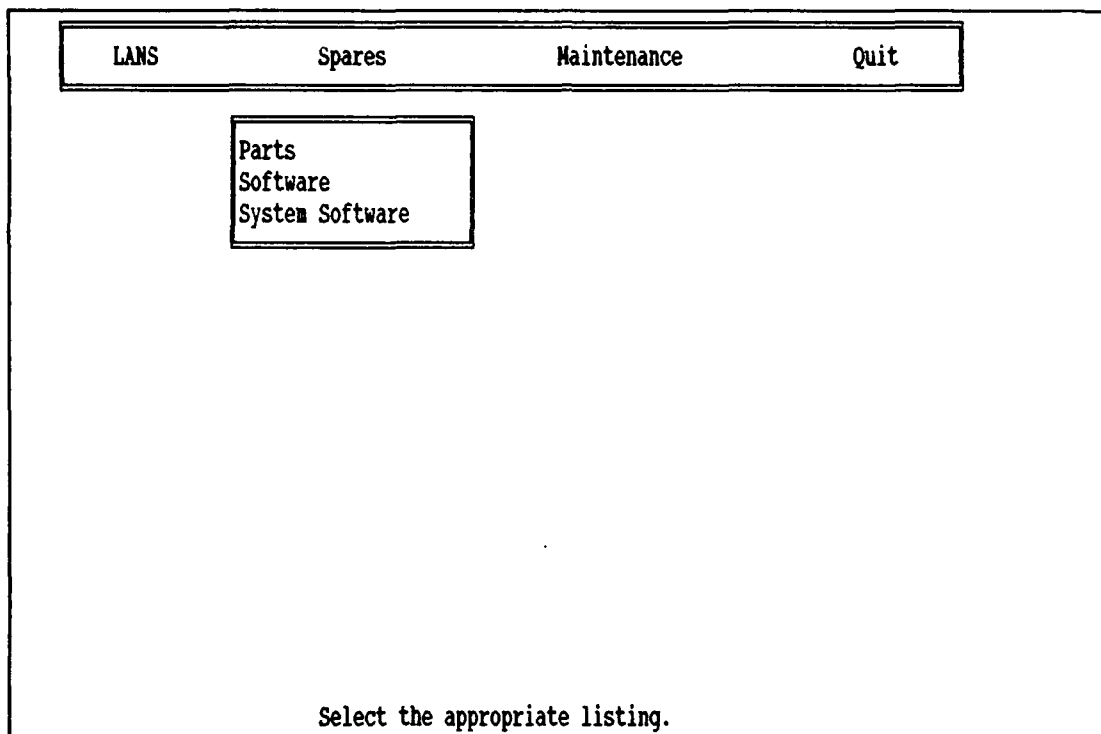 LANS Spares Maintenance Quit
Parts
Software
System Software
Select the appropriate listing.